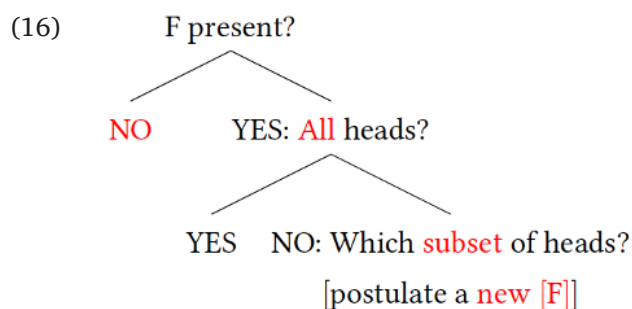 (16) F present?
NO YES: All heads?
YES NO: Which subset of heads?
[postulate a new [F]]